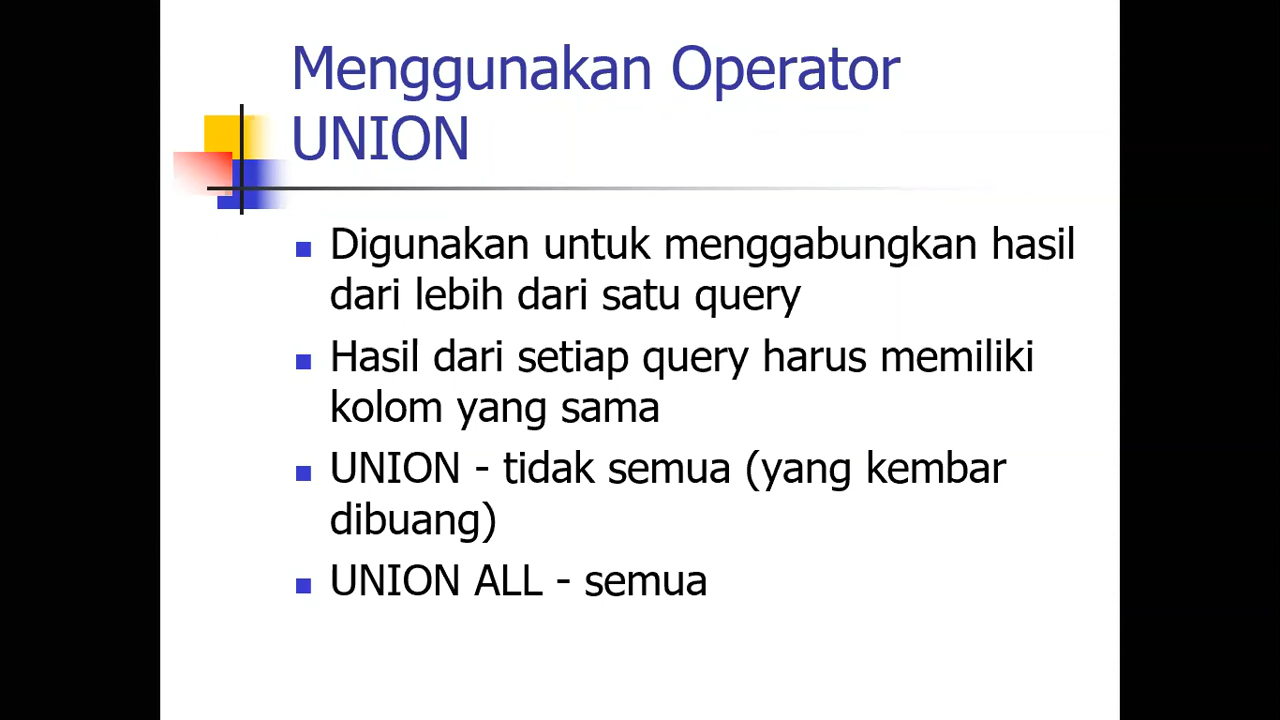 Menggunakan Operator
UNION
Digunakan untuk menggabungkan hasil
dari lebih dari satu query
Hasil dari setiap query harus memiliki
kolom yang sama
UNION - tidak semua (yang kembar
dibuang)
UNION ALL - semua